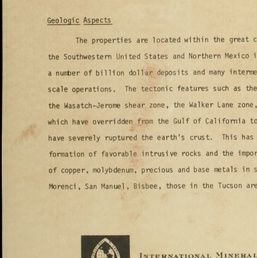 Geologic Aspects
The properties are located within the great c
the Southwestern United States and Northern Mexico i
a number of billion dollar deposits and many interme
scale operations. The tectonic features such as the
the Wasatch-Jerome shear zone, the Walker Lane zone,
which have overridden from the Gulf of California to
have severely ruptured the earth's crust. This has
formation of favorable intrusive rocks and the impor
of copper, molybdenum, precious and base metals in s
Morenci, San Manuel, Bisbee, those in the Tucson are
INTERNATIONAL MINERAL